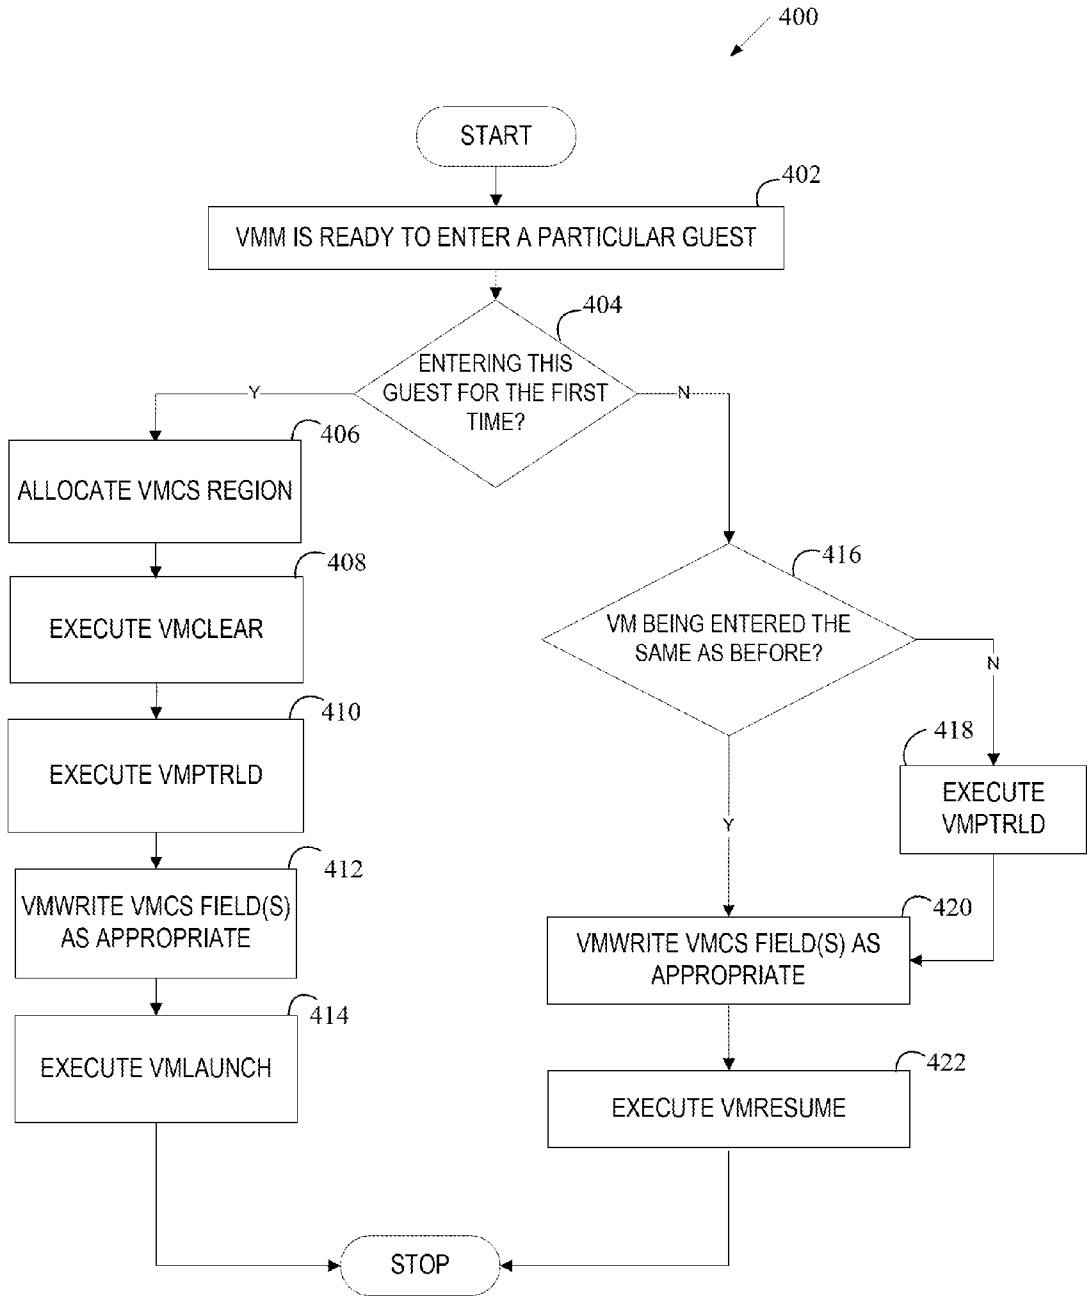 400
START
402
VMM IS READY TO ENTER A PARTICULAR GUEST
404
ENTERING THIS
GUEST FOR THE FIRST
TIME?
Y
N
406
ALLOCATE VMCS REGION
408
EXECUTE VMCLEAR
410
EXECUTE VMPTRLD
412
VMWRITE VMCS FIELD(S)
AS APPROPRIATE
414
EXECUTE VMLAUNCH
416
VM BEING ENTERED THE
SAME AS BEFORE?
N
418
EXECUTE
VMPTRLD
Y
420
VMWRITE VMCS FIELD(S) AS
APPROPRIATE
422
EXECUTE VMRESUME
STOP